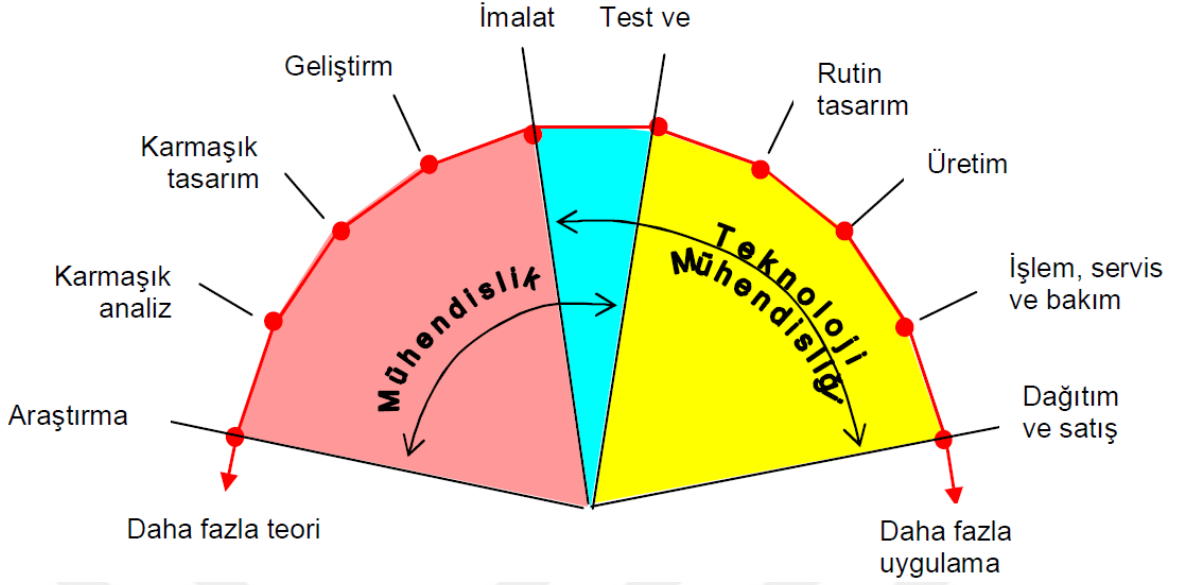 İmalat
Test ve
Geliştirm
Rutin
tasarım
Karmaşık
tasarım
Üretim
Karmaşık
analiz
İşlem, servis
ve bakım
Mühendislik
Teknoloji
Mühendisliği
Araştırma
Dağıtım
ve satış
Daha fazla teori
Daha fazla
uygulama